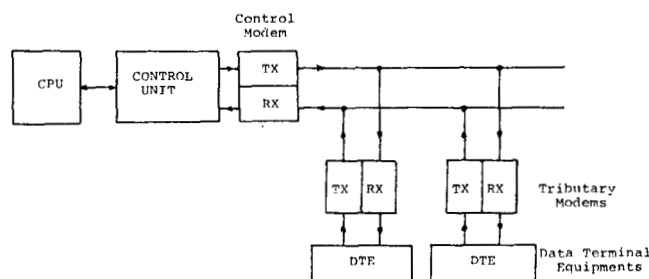 Control
Modem
CPU
CONTROL
UNIT
TX
RX
TX
RX
TX
RX
Tributary
Modems
DTE
DTE
Data Terminal
Equipments